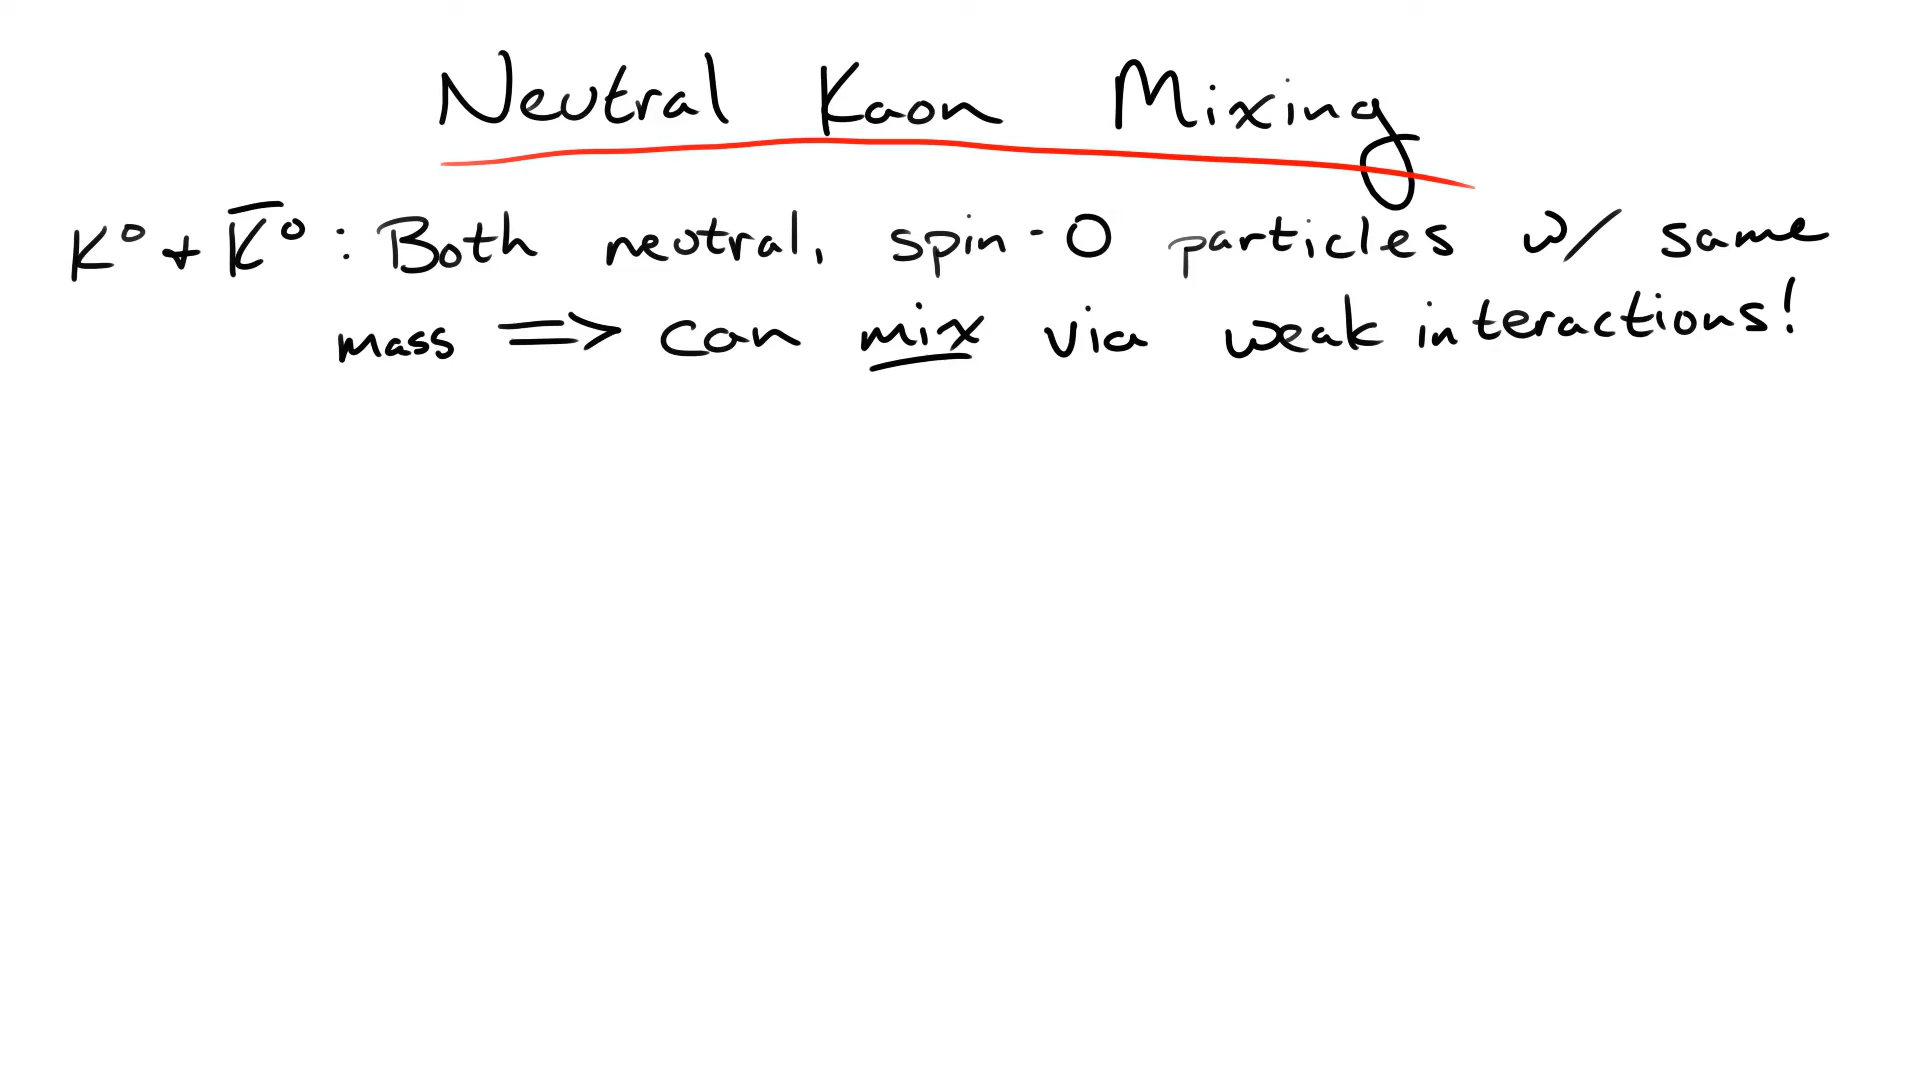 Neutral Kaon Mixing
K⁰ + K̅⁰ : Both neutral, spin-0 particles w/ same
mass => can mix via weak interactions!